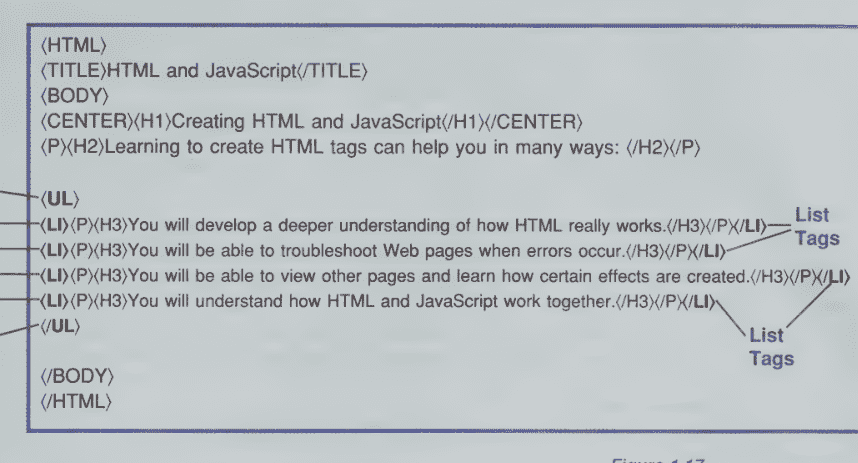 ⟨HTML⟩
⟨TITLE⟩HTML and JavaScript⟨/TITLE⟩
⟨BODY⟩
⟨CENTER⟩⟨H1⟩Creating HTML and JavaScript⟨/H1⟩⟨/CENTER⟩
⟨P⟩⟨H2⟩Learning to create HTML tags can help you in many ways: ⟨/H2⟩⟨/P⟩
⟨UL⟩
⟨LI⟩⟨P⟩⟨H3⟩You will develop a deeper understanding of how HTML really works.⟨/H3⟩⟨/P⟩⟨/LI⟩
⟨LI⟩⟨P⟩⟨H3⟩You will be able to troubleshoot Web pages when errors occur.⟨/H3⟩⟨/P⟩⟨/LI⟩
List
Tags
⟨LI⟩⟨P⟩⟨H3⟩You will be able to view other pages and learn how certain effects are created.⟨/H3⟩⟨/P⟩⟨/LI⟩
⟨LI⟩⟨P⟩⟨H3⟩You will understand how HTML and JavaScript work together.⟨/H3⟩⟨/P⟩⟨/LI⟩
⟨/UL⟩
List
Tags
⟨/BODY⟩
⟨/HTML⟩